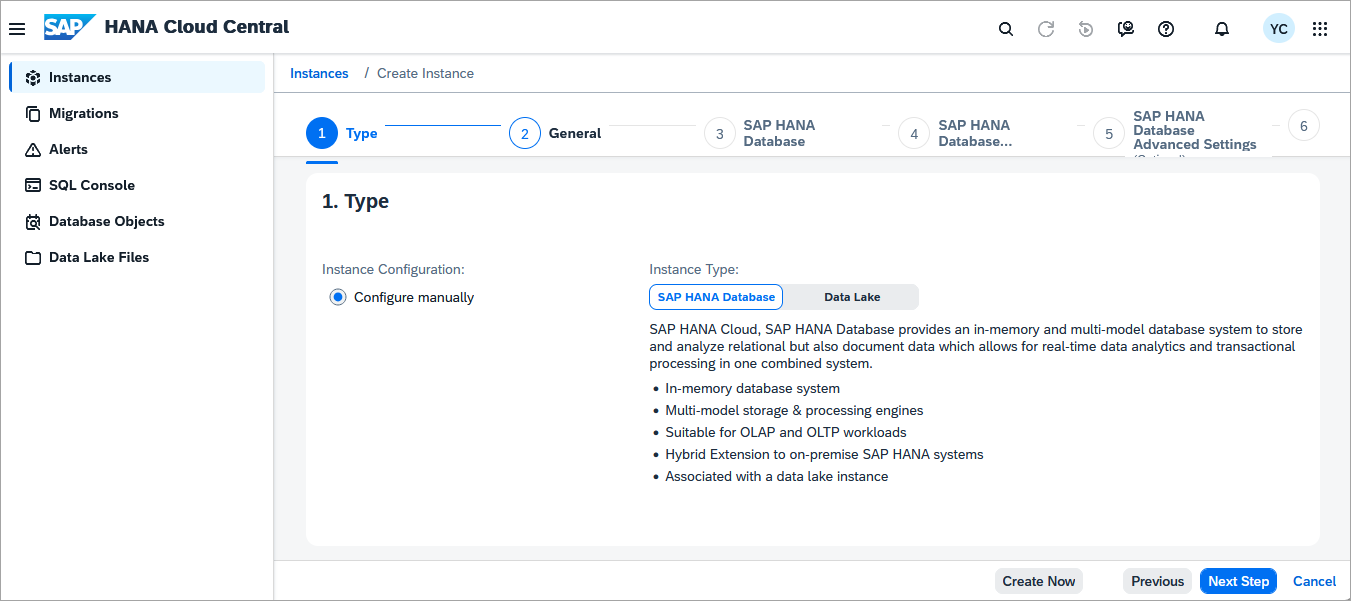 SAP HANA Cloud Central
YC
Instances
Migrations
Alerts
SQL Console
Database Objects
Data Lake Files
Instances / Create Instance
1 Type
2 General
3 SAP HANA
Database
4 SAP HANA
Database...
5 SAP HANA
Database
Advanced Settings
6
1. Type
Instance Configuration:
Configure manually
Instance Type:
SAP HANA Database Data Lake
SAP HANA Cloud, SAP HANA Database provides an in-memory and multi-model database system to store
and analyze relational but also document data which allows for real-time data analytics and transactional
processing in one combined system.
• In-memory database system
• Multi-model storage & processing engines
• Suitable for OLAP and OLTP workloads
• Hybrid Extension to on-premise SAP HANA systems
• Associated with a data lake instance
Create Now Previous Next Step Cancel